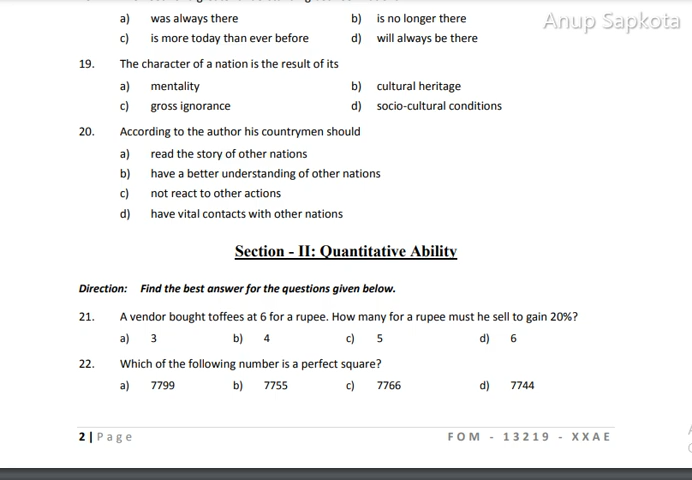 a) was always there b) is no longer there
Anup Sapkota
c) is more today than ever before d) will always be there
19. The character of a nation is the result of its
a) mentality b) cultural heritage
c) gross ignorance d) socio-cultural conditions
20. According to the author his countrymen should
a) read the story of other nations
b) have a better understanding of other nations
c) not react to other actions
d) have vital contacts with other nations
Section - II: Quantitative Ability
Direction: Find the best answer for the questions given below.
21. A vendor bought toffees at 6 for a rupee. How many for a rupee must he sell to gain 20%?
a) 3 b) 4 c) 5 d) 6
22. Which of the following number is a perfect square?
a) 7799 b) 7755 c) 7766 d) 7744
2 | Page FOM - 13219 - XXAE